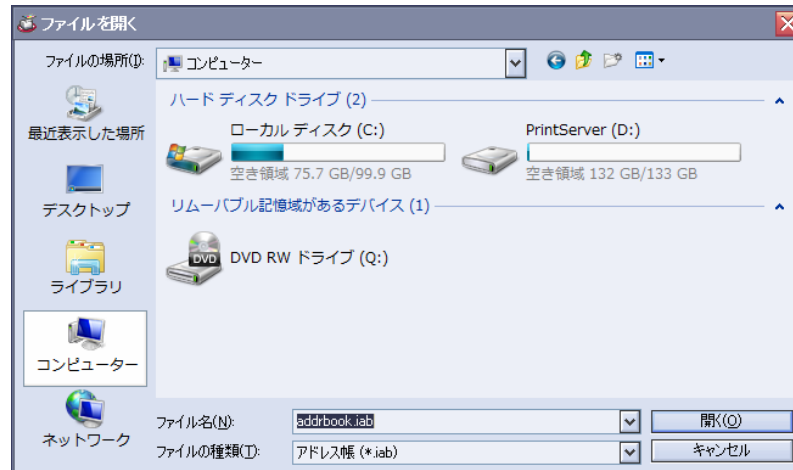 ファイルを開く
ファイルの場所(I):
コンピューター
最近表示した場所
デスクトップ
ライブラリ
コンピューター
ネットワーク
ハード ディスク ドライブ (2)
ローカル ディスク (C:)
空き領域 75.7 GB/99.9 GB
PrintServer (D:)
空き領域 132 GB/133 GB
リムーバブル記憶域があるデバイス (1)
DVD
DVD RW ドライブ (Q:)
ファイル名(N):
addrbook.iab
開く(O)
ファイルの種類(T):
アドレス帳 (*.iab)
キャンセル